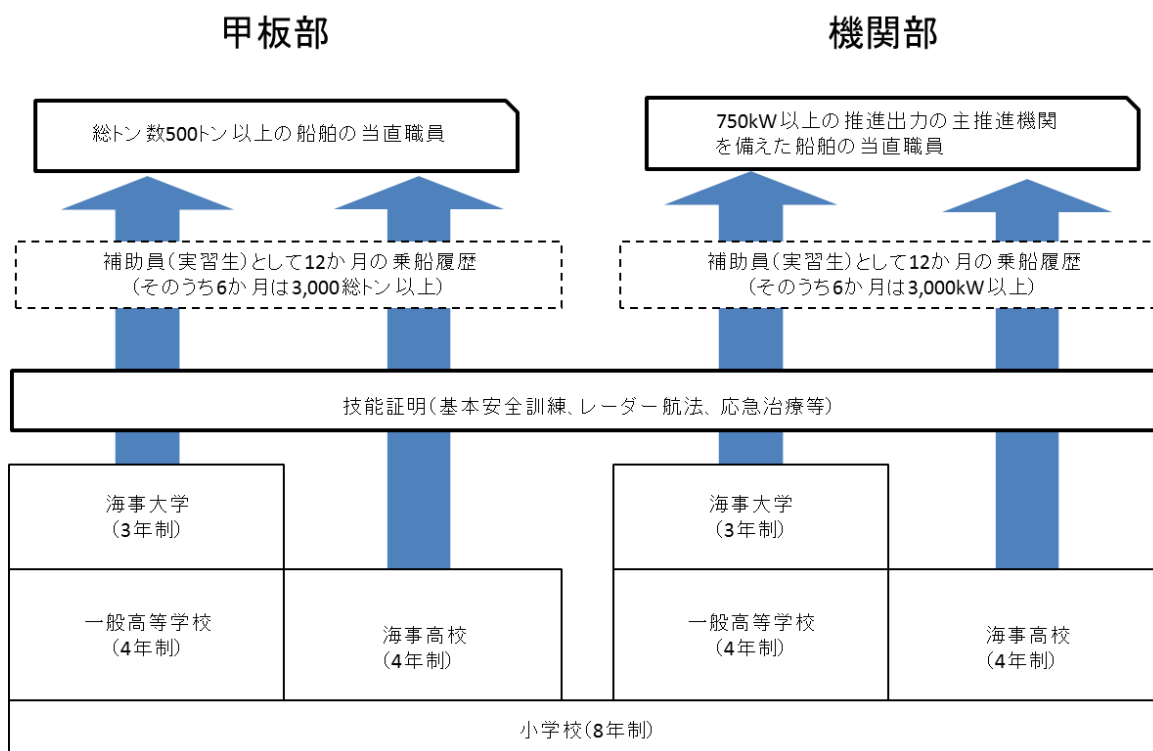 甲板部
機関部
総トン数500トン以上の船舶の当直職員
750kW以上の推進出力の主推進機関
を備えた船舶の当直職員
補助員(実習生)として12か月の乗船履歴
(そのうち6か月は3,000総トン以上)
補助員(実習生)として12か月の乗船履歴
(そのうち6か月は3,000kW以上)
技能証明(基本安全訓練、レーダー航法、応急治療等)
海事大学
(3年制)
海事大学
(3年制)
一般高等学校
(4年制)
海事高校
(4年制)
一般高等学校
(4年制)
海事高校
(4年制)
小学校(8年制)